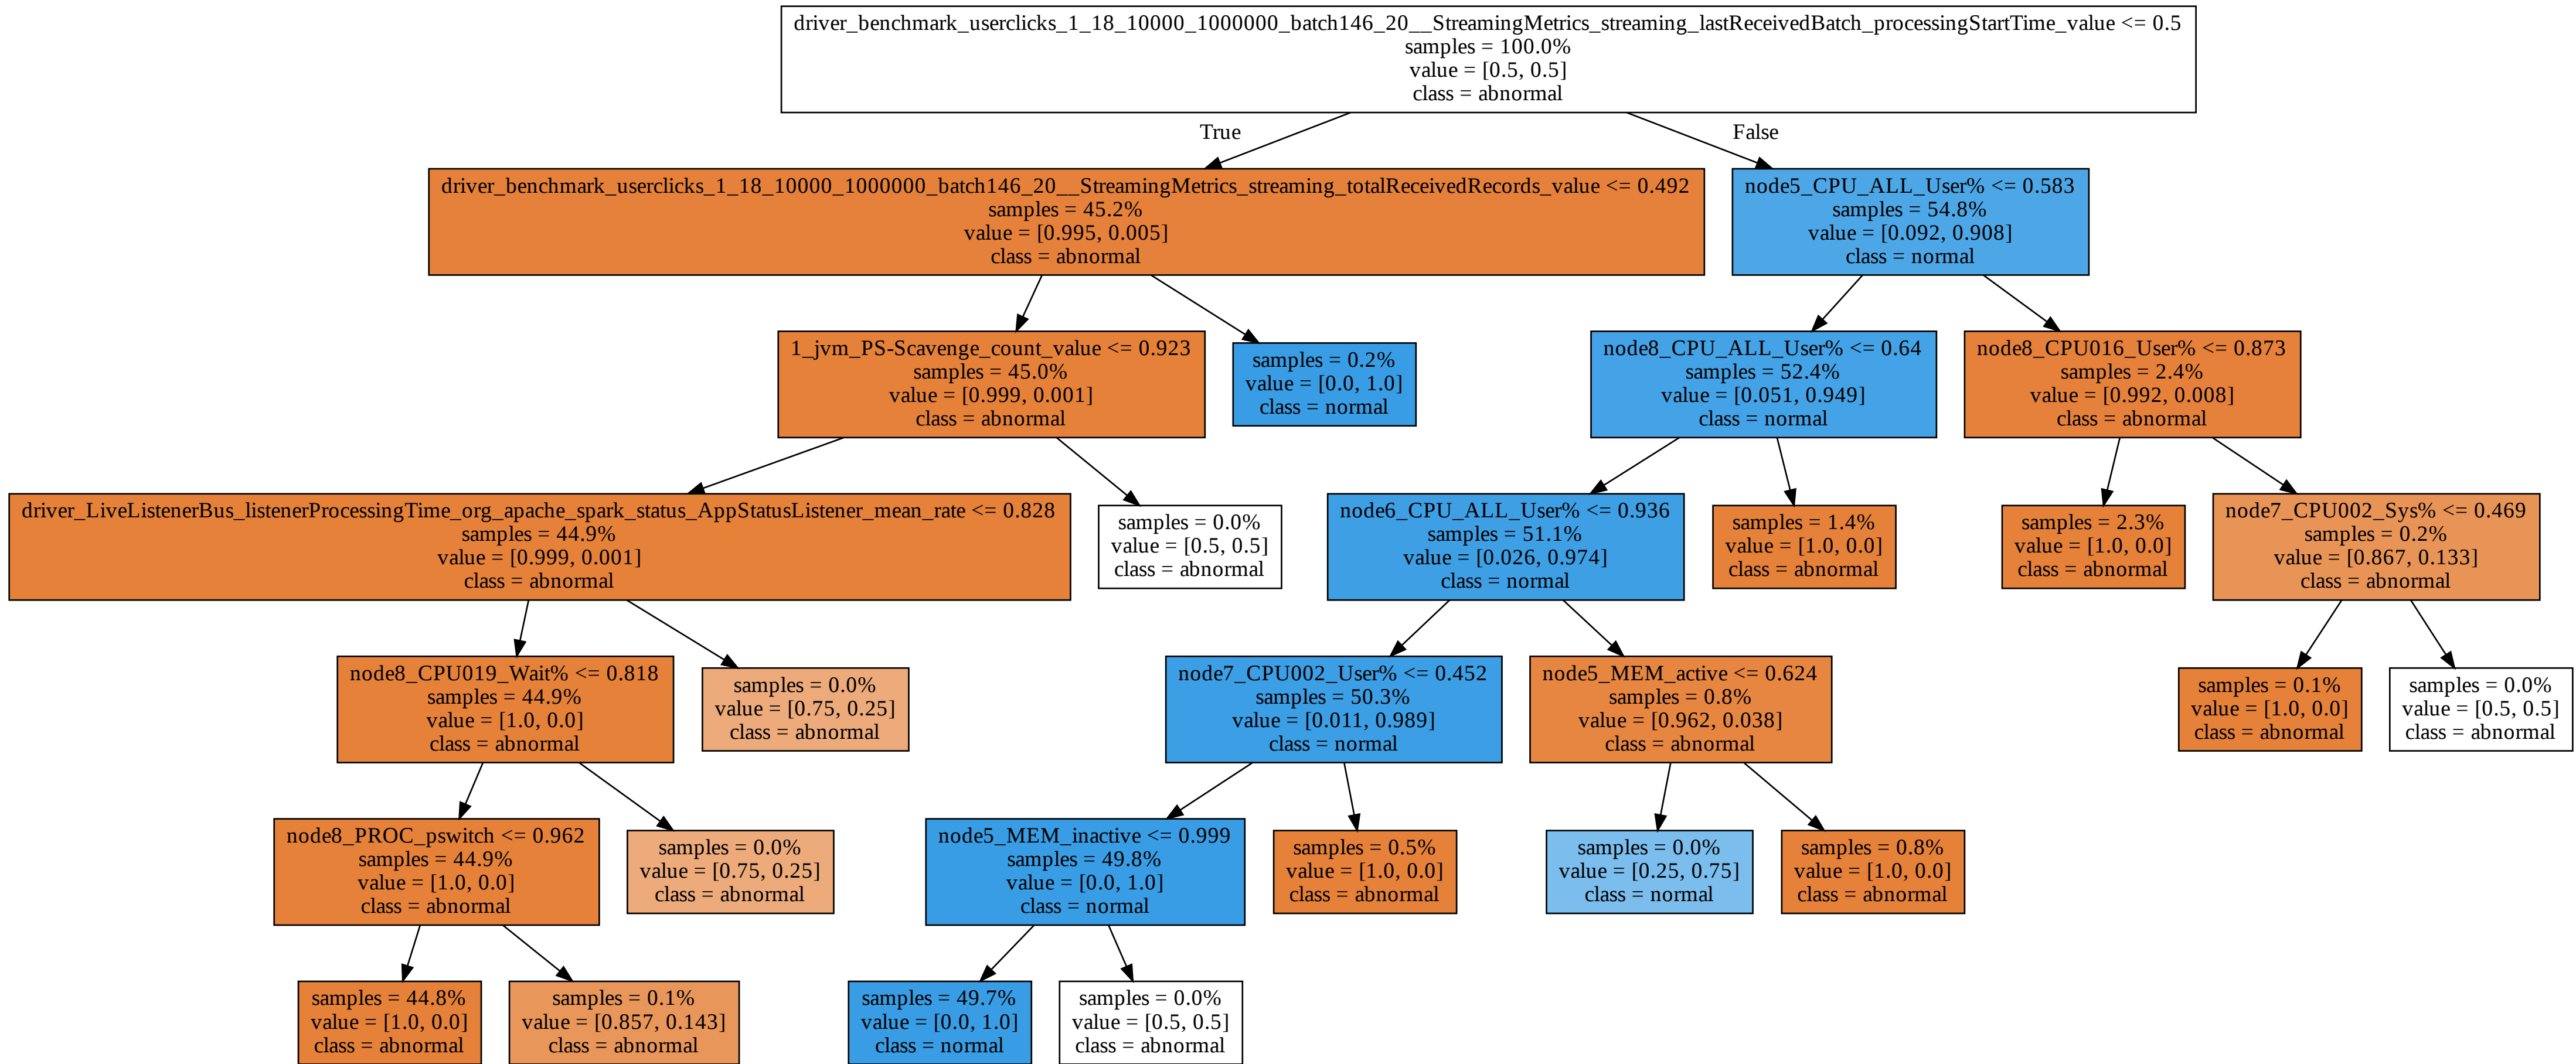 driver_benchmark_userclicks_1_18_10000_1000000_batch146_20__StreamingMetrics_streaming_lastReceivedBatch_processingStartTime_value <= 0.5
samples = 100.0%
value = [0.5, 0.5]
class = abnormal
True
False
driver_benchmark_userclicks_1_18_10000_1000000_batch146_20__StreamingMetrics_streaming_totalReceivedRecords_value <= 0.492
samples = 45.2%
value = [0.995, 0.005]
class = abnormal
node5_CPU_ALL_User% <= 0.583
samples = 54.8%
value = [0.092, 0.908]
class = normal
1_jvm_PS-Scavenge_count_value <= 0.923
samples = 45.0%
value = [0.999, 0.001]
class = abnormal
samples = 0.2%
value = [0.0, 1.0]
class = normal
node8_CPU_ALL_User% <= 0.64
samples = 52.4%
value = [0.051, 0.949]
class = normal
node8_CPU016_User% <= 0.873
samples = 2.4%
value = [0.992, 0.008]
class = abnormal
driver_LiveListenerBus_listenerProcessingTime_org_apache_spark_status_AppStatusListener_mean_rate <= 0.828
samples = 44.9%
value = [0.999, 0.001]
class = abnormal
samples = 0.0%
value = [0.5, 0.5]
class = abnormal
node6_CPU_ALL_User% <= 0.936
samples = 51.1%
value = [0.026, 0.974]
class = normal
samples = 1.4%
value = [1.0, 0.0]
class = abnormal
samples = 2.3%
value = [1.0, 0.0]
class = abnormal
node7_CPU002_Sys% <= 0.469
samples = 0.2%
value = [0.867, 0.133]
class = abnormal
node8_CPU019_Wait% <= 0.818
samples = 44.9%
value = [1.0, 0.0]
class = abnormal
samples = 0.0%
value = [0.75, 0.25]
class = abnormal
node7_CPU002_User% <= 0.452
samples = 50.3%
value = [0.011, 0.989]
class = normal
node5_MEM_active <= 0.624
samples = 0.8%
value = [0.962, 0.038]
class = abnormal
samples = 0.1%
value = [1.0, 0.0]
class = abnormal
samples = 0.0%
value = [0.5, 0.5]
class = abnormal
node8_PROC_pswitch <= 0.962
samples = 44.9%
value = [1.0, 0.0]
class = abnormal
samples = 0.0%
value = [0.75, 0.25]
class = abnormal
node5_MEM_inactive <= 0.999
samples = 49.8%
value = [0.0, 1.0]
class = normal
samples = 0.5%
value = [1.0, 0.0]
class = abnormal
samples = 0.0%
value = [0.25, 0.75]
class = normal
samples = 0.8%
value = [1.0, 0.0]
class = abnormal
samples = 44.8%
value = [1.0, 0.0]
class = abnormal
samples = 0.1%
value = [0.857, 0.143]
class = abnormal
samples = 49.7%
value = [0.0, 1.0]
class = normal
samples = 0.0%
value = [0.5, 0.5]
class = abnormal